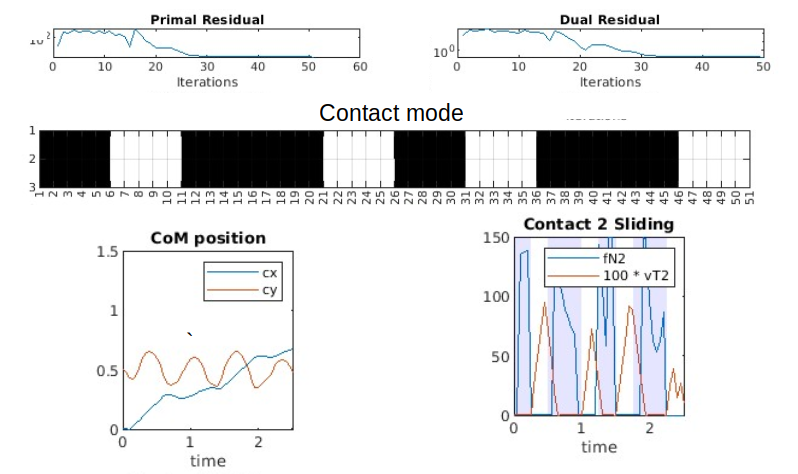 Primal Residual
Dual Residual
10²
10⁰
0 10 20 30 40 50 60
0 10 20 30 40 50
Iterations
Iterations
Contact mode
1
2
3
1 2 3 4 5 6 7 8 9 10 11 12 13 14 15 16 17 18 19 20 21 22 23 24 25 26 27 28 29 30 31 32 33 34 35 36 37 38 39 40 41 42 43 44 45 46 47 48 49 50 51
CoM position
1.5
1
0.5
0
cx
cy
0 1 2
time
Contact 2 Sliding
150
100
50
0
fN2
100 * vT2
0 1 2
time